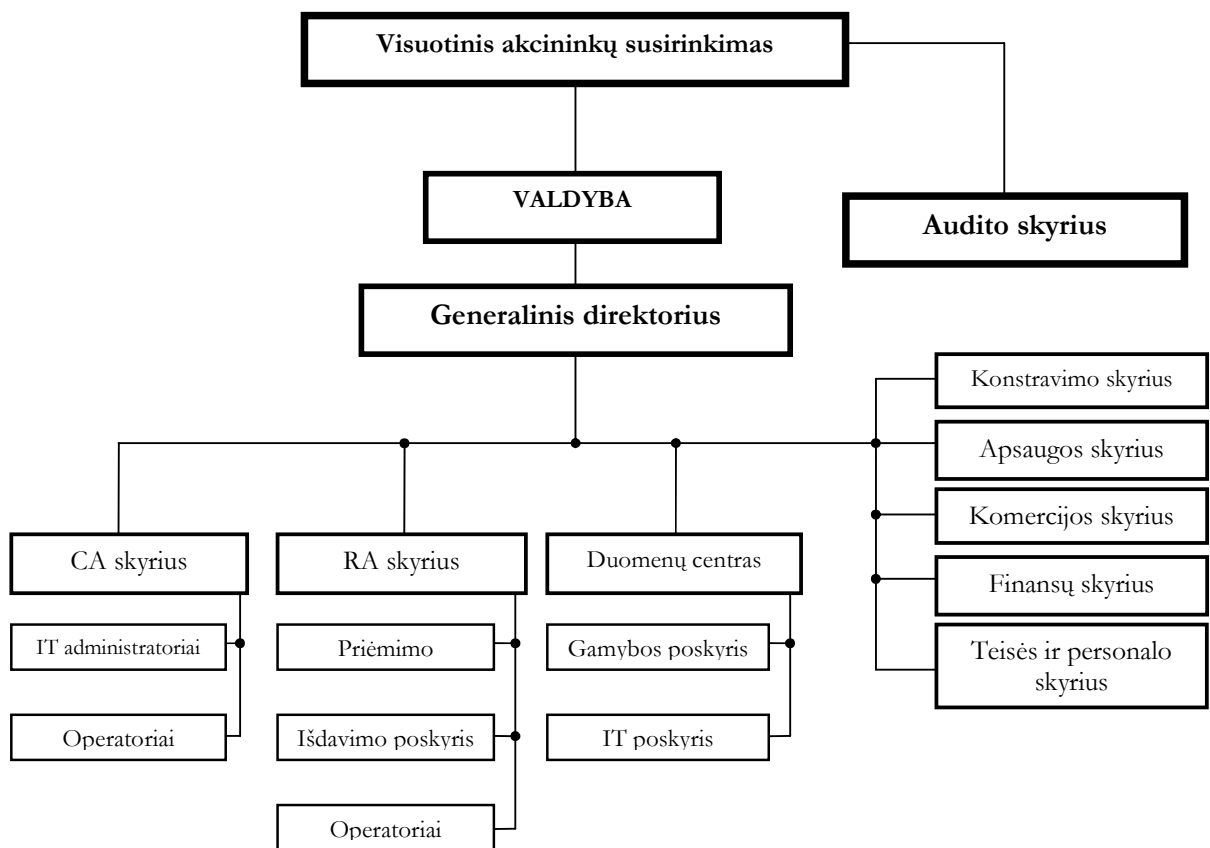 Visuotinis akcininkų susirinkimas
VALDYBA
Audito skyrius
Generalinis direktorius
Konstravimo skyrius
Apsaugos skyrius
Komercijos skyrius
Finansų skyrius
Teisės ir personalo
skyrius
CA skyrius
IT administratoriai
Operatoriai
RA skyrius
Priėmimo
Išdavimo poskyris
Operatoriai
Duomenų centras
Gamybos poskyris
IT poskyris